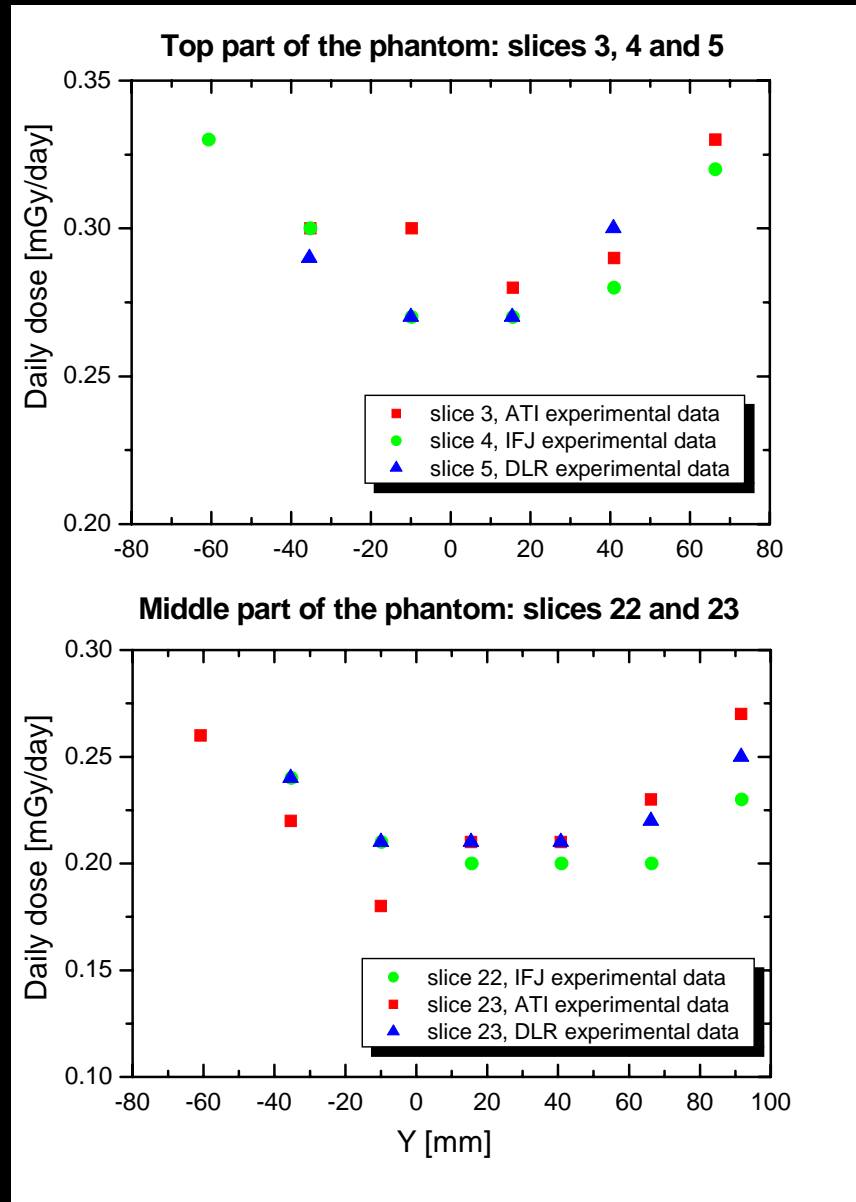 Top part of the phantom: slices 3, 4 and 5
0.35
0.30
0.25
0.20
Daily dose [mGy/day]
slice 3, ATI experimental data
slice 4, IFJ experimental data
slice 5, DLR experimental data
-80 -60 -40 -20 0 20 40 60 80
Middle part of the phantom: slices 22 and 23
0.30
0.25
0.20
0.15
0.10
Daily dose [mGy/day]
slice 22, IFJ experimental data
slice 23, ATI experimental data
slice 23, DLR experimental data
-80 -60 -40 -20 0 20 40 60 80 100
Y [mm]